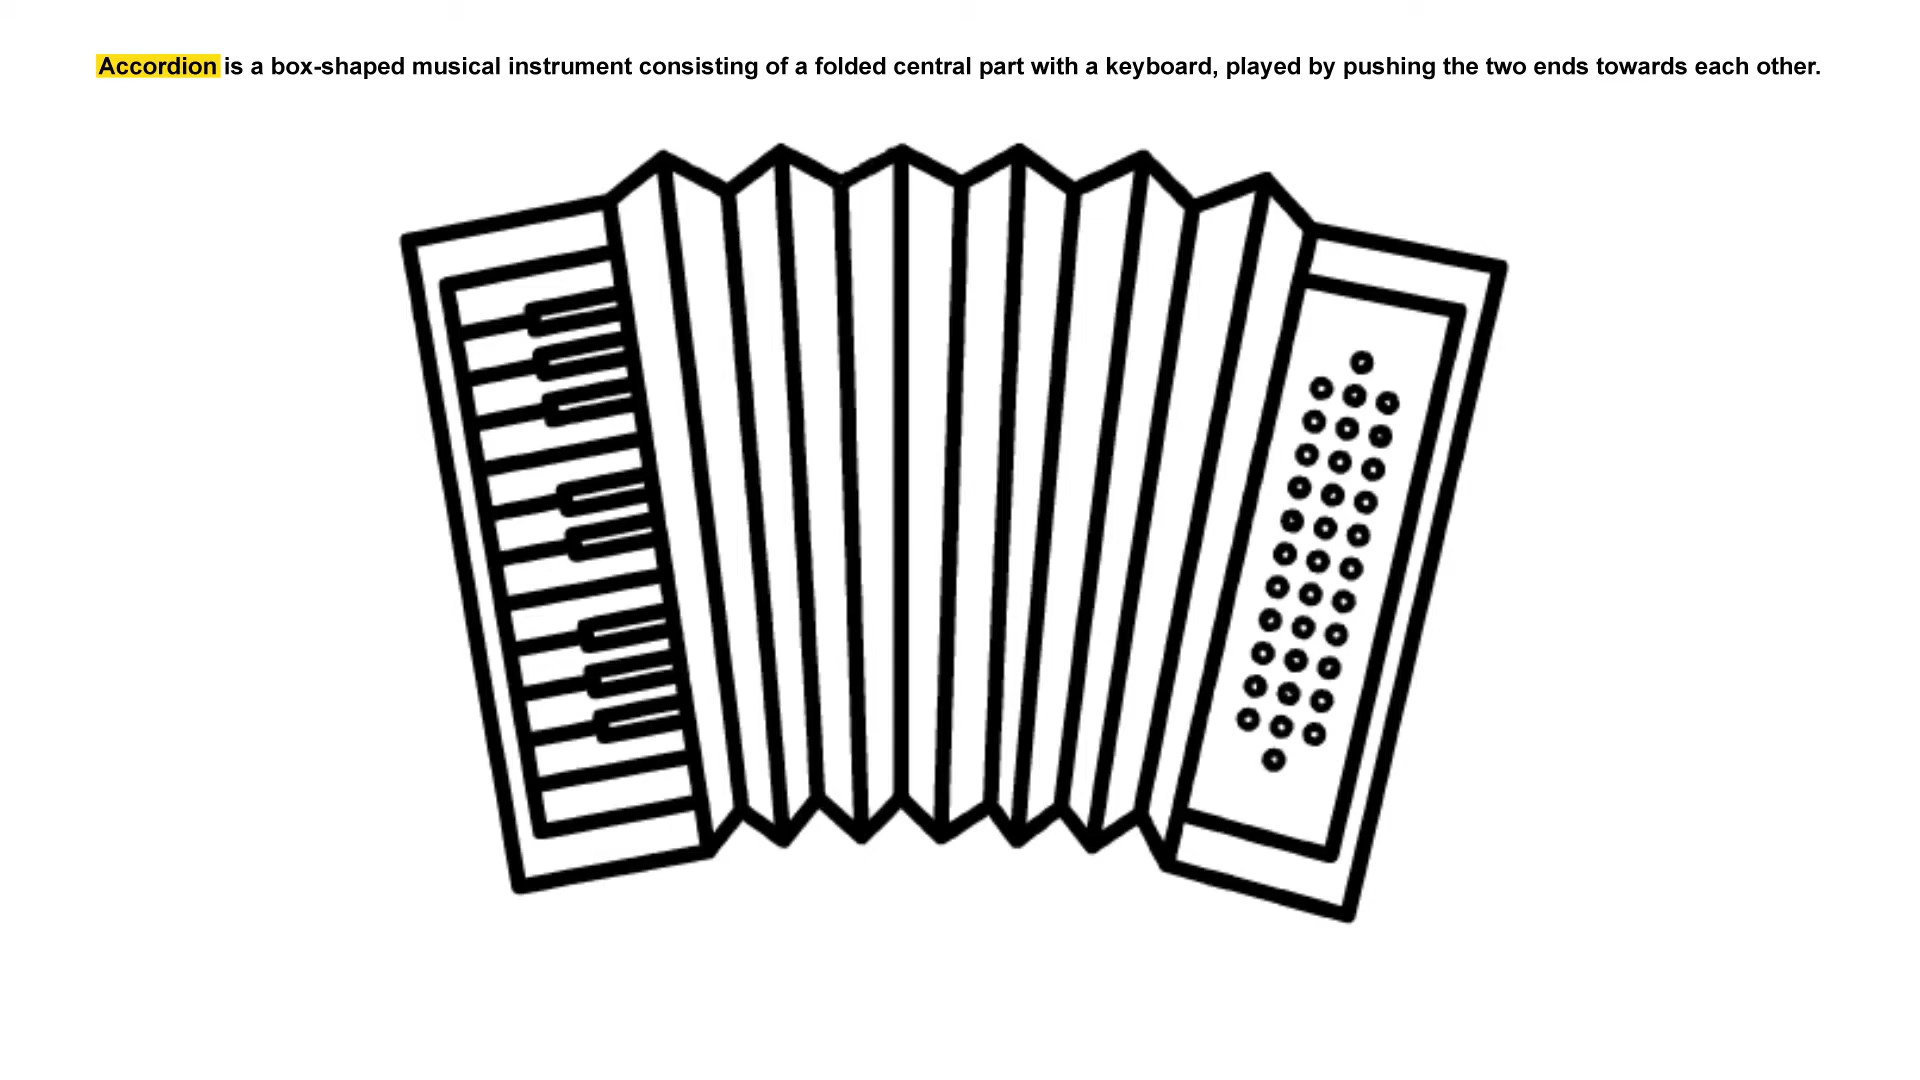 Accordion is a box-shaped musical instrument consisting of a folded central part with a keyboard, played by pushing the two ends towards each other.